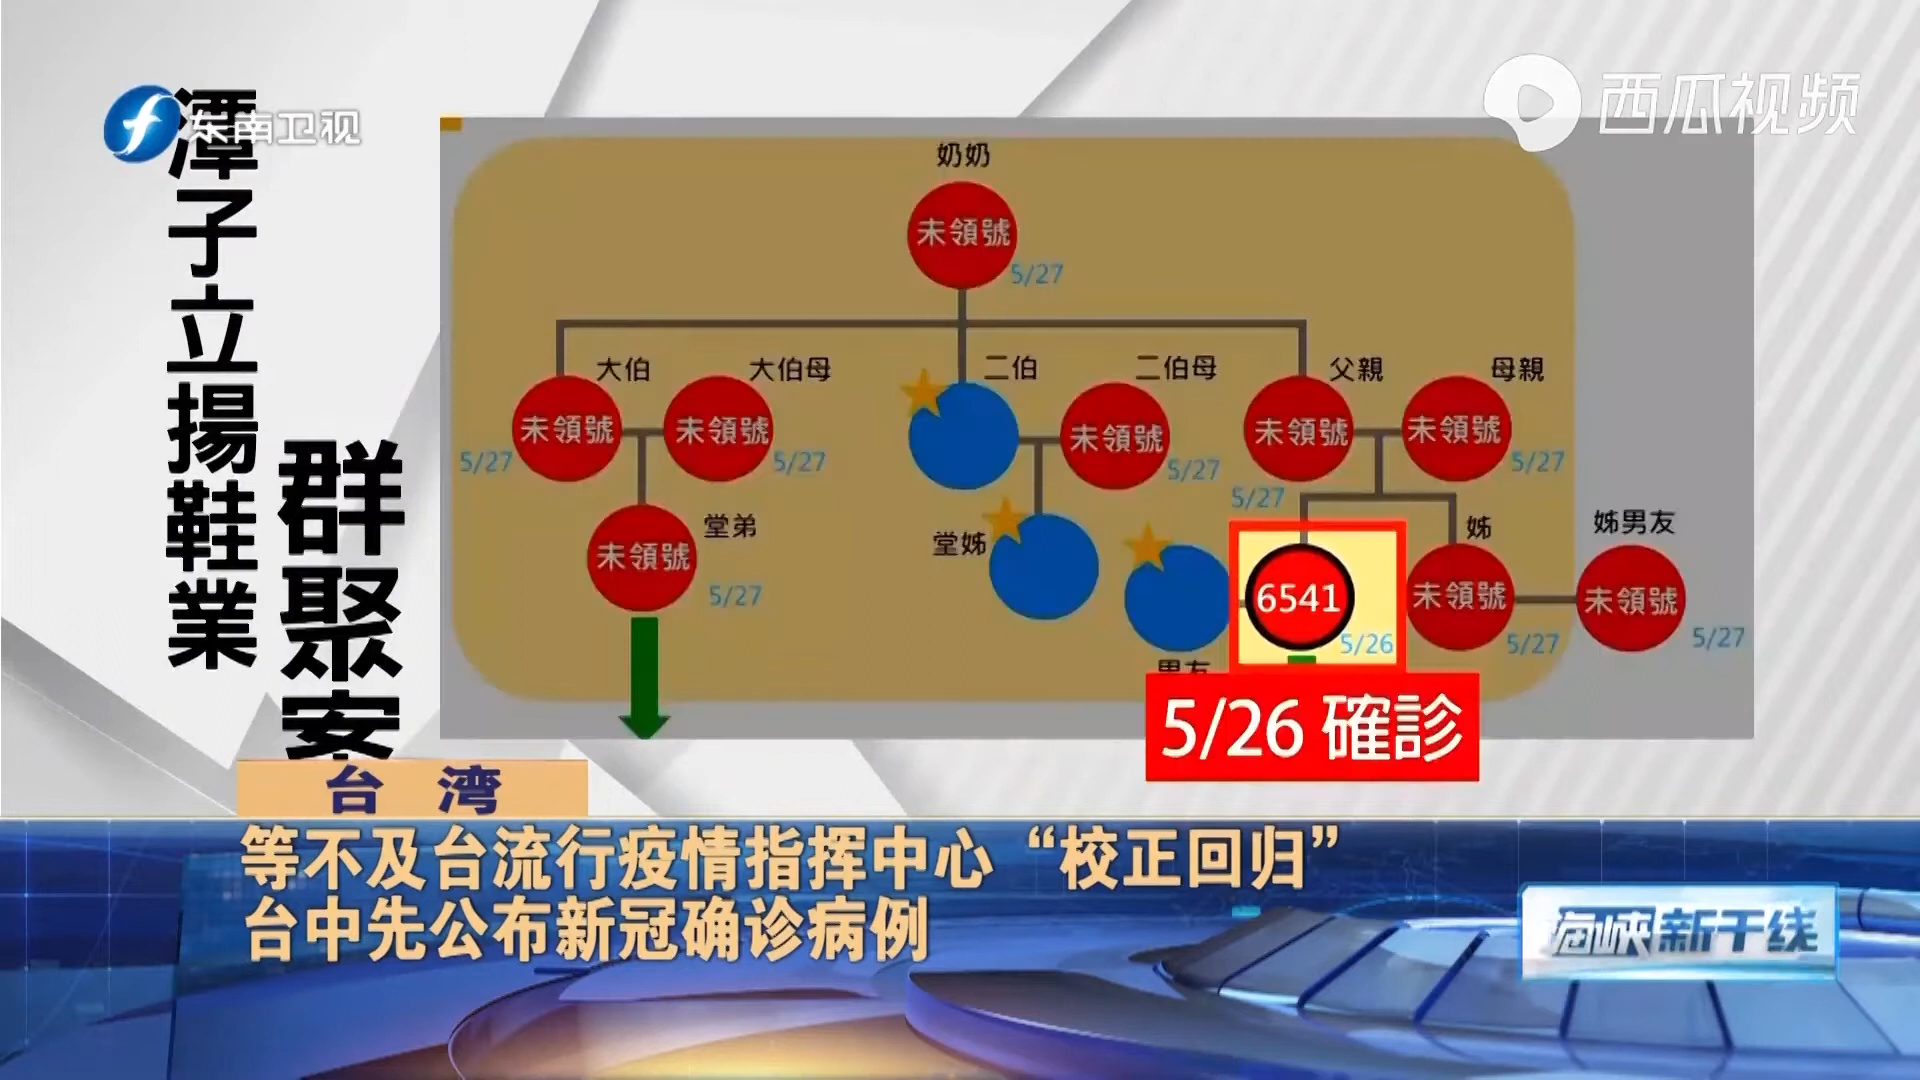 东南卫视
西瓜视频
潭子立揚鞋業
群聚案
奶奶
未領號
5/27
大伯
大伯母
二伯
二伯母
父親
母親
未領號
未領號
未領號
未領號
未領號
5/27
5/27
5/27
5/27
5/27
堂弟
堂姊
姊
姊男友
未領號
6541
未領號
未領號
5/27
5/26
5/27
5/27
男友
5/26 確診
台 湾
等不及台流行疫情指挥中心“校正回归”
台中先公布新冠确诊病例
海峡新干线